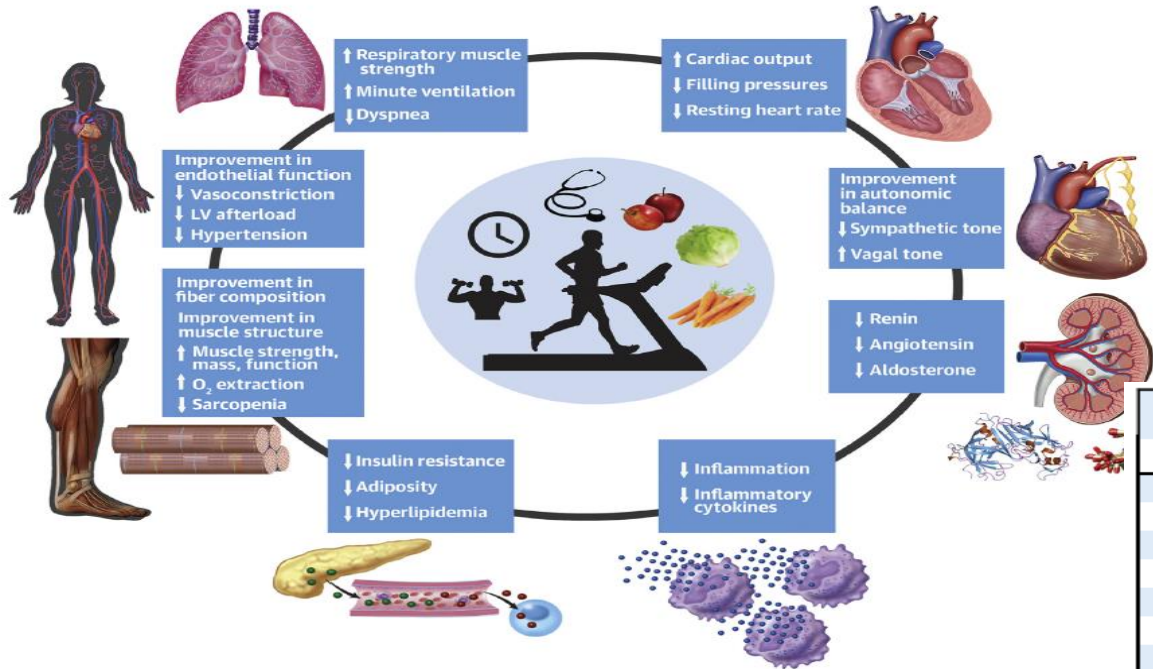 ↑ Respiratory muscle
strength
↑ Minute ventilation
↓ Dyspnea
↑ Cardiac output
↓ Filling pressures
↓ Resting heart rate
Improvement in
endothelial function
↓ Vasoconstriction
↓ LV afterload
↓ Hypertension
Improvement
in autonomic
balance
↓ Sympathetic tone
↑ Vagal tone
Improvement in
fiber composition
Improvement in
muscle structure
↑ Muscle strength,
mass, function
↑ O₂ extraction
↓ Sarcopenia
↓ Renin
↓ Angiotensin
↓ Aldosterone
↓ Insulin resistance
↓ Adiposity
↓ Hyperlipidemia
↓ Inflammation
↓ Inflammatory
cytokines